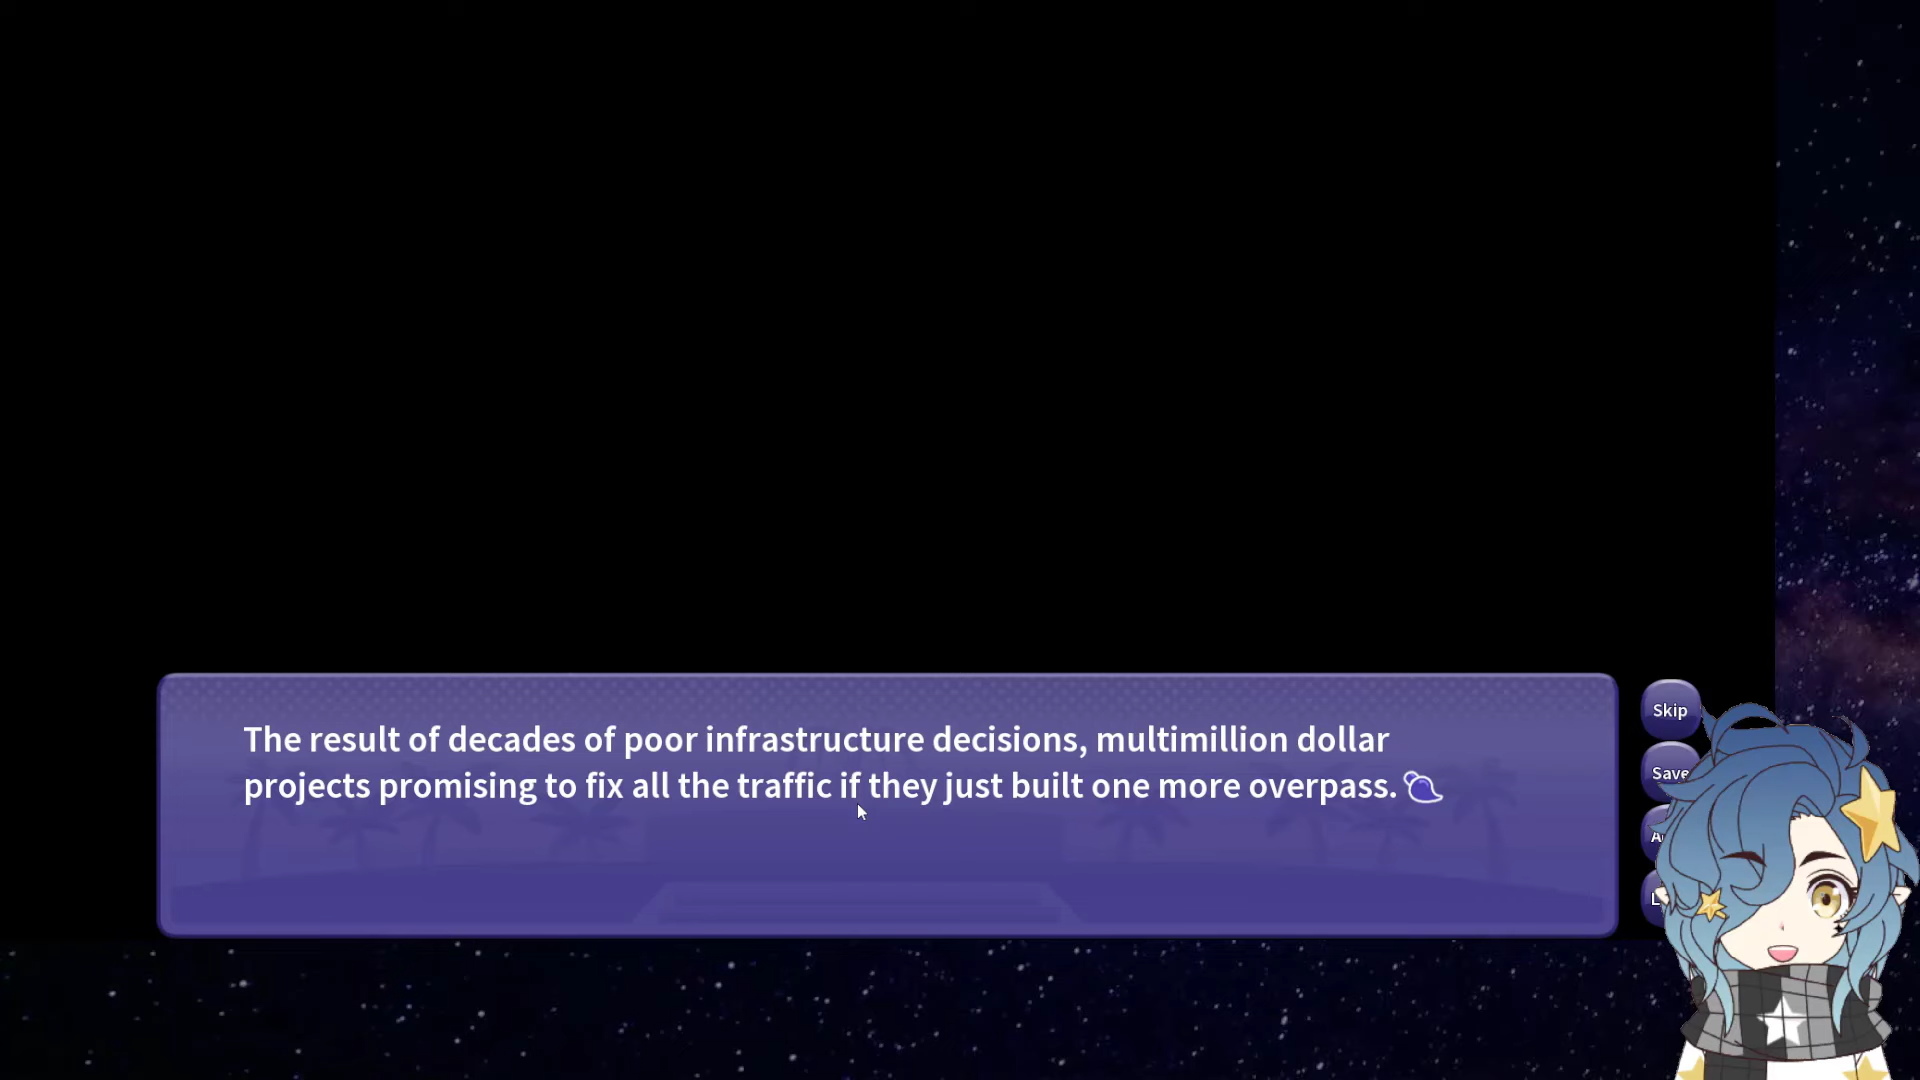 The result of decades of poor infrastructure decisions, multimillion dollar
projects promising to fix all the traffic if they just built one more overpass.
Skip
Save